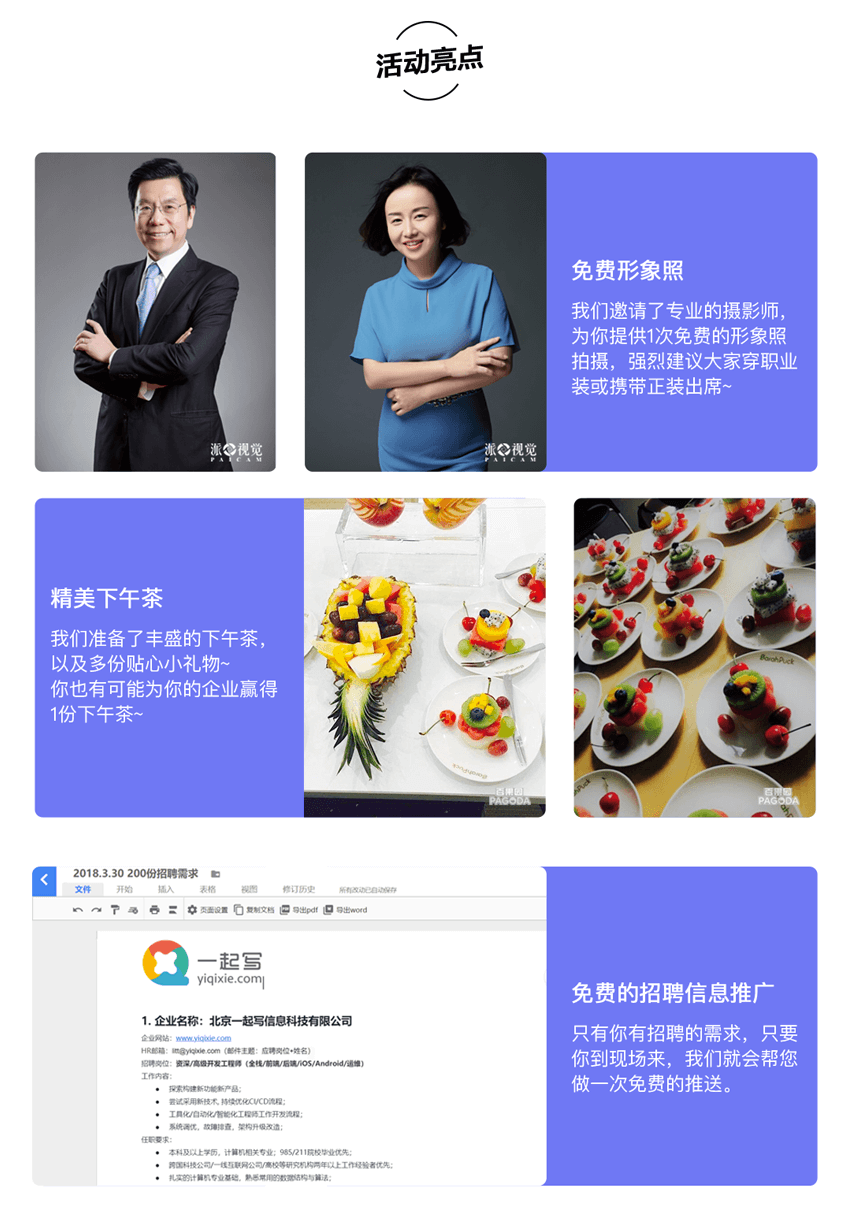 活动亮点
派 视觉
PAICAM
派 视觉
PAICAM
免费形象照
我们邀请了专业的摄影师，
为你提供1次免费的形象照
拍摄，强烈建议大家穿职业
装或携带正装出席~
精美下午茶
我们准备了丰盛的下午茶，
以及多份贴心小礼物~
你也有可能为你的企业赢得
1份下午茶~
百果园
PAGODA
百果园
PAGODA
2018.3.30 200份招聘需求
文件 开始 插入 表格 视图 修订历史 所有改动已自动保存
页面设置 复制文档 导出pdf 导出word
一起写
yiqixie.com
1. 企业名称：北京一起写信息科技有限公司
企业网站：www.yiqixie.com
HR邮箱：litt@yiqixie.com（邮件主题：应聘岗位+姓名）
招聘岗位：资深/高级开发工程师（全栈/前端/后端/iOS/Android/运维）
工作内容：
• 探索构建新功能新产品；
• 尝试采用新技术, 持续优化CI/CD流程；
• 工具化/自动化/智能化工程师工作开发流程；
• 系统调优、故障排查、架构升级改造；
任职要求：
• 本科及以上学历，计算机相关专业；985/211院校毕业优先；
• 跨国科技公司/一线互联网公司/高校等研究机构两年以上工作经验者优先；
• 扎实的计算机专业基础，熟悉常用的数据结构与算法；
免费的招聘信息推广
只有你有招聘的需求，只要
你到现场来，我们就会帮您
做一次免费的推送。